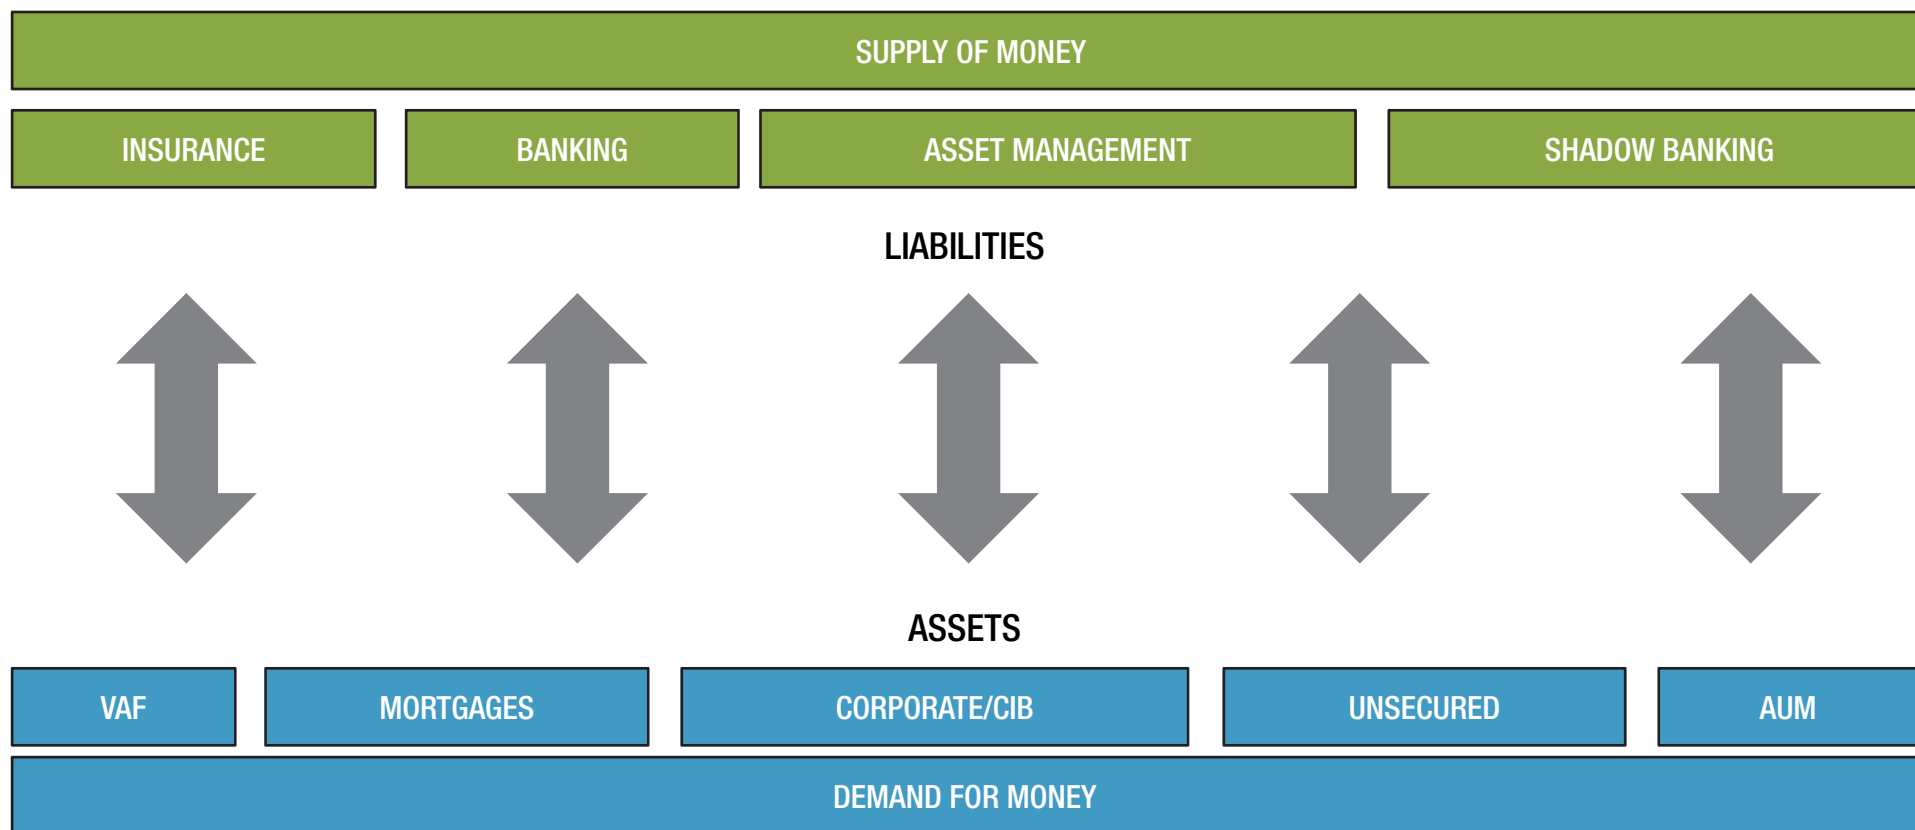 SUPPLY OF MONEY
INSURANCE
BANKING
ASSET MANAGEMENT
SHADOW BANKING
LIABILITIES
ASSETS
VAF
MORTGAGES
CORPORATE/CIB
UNSECURED
AUM
DEMAND FOR MONEY